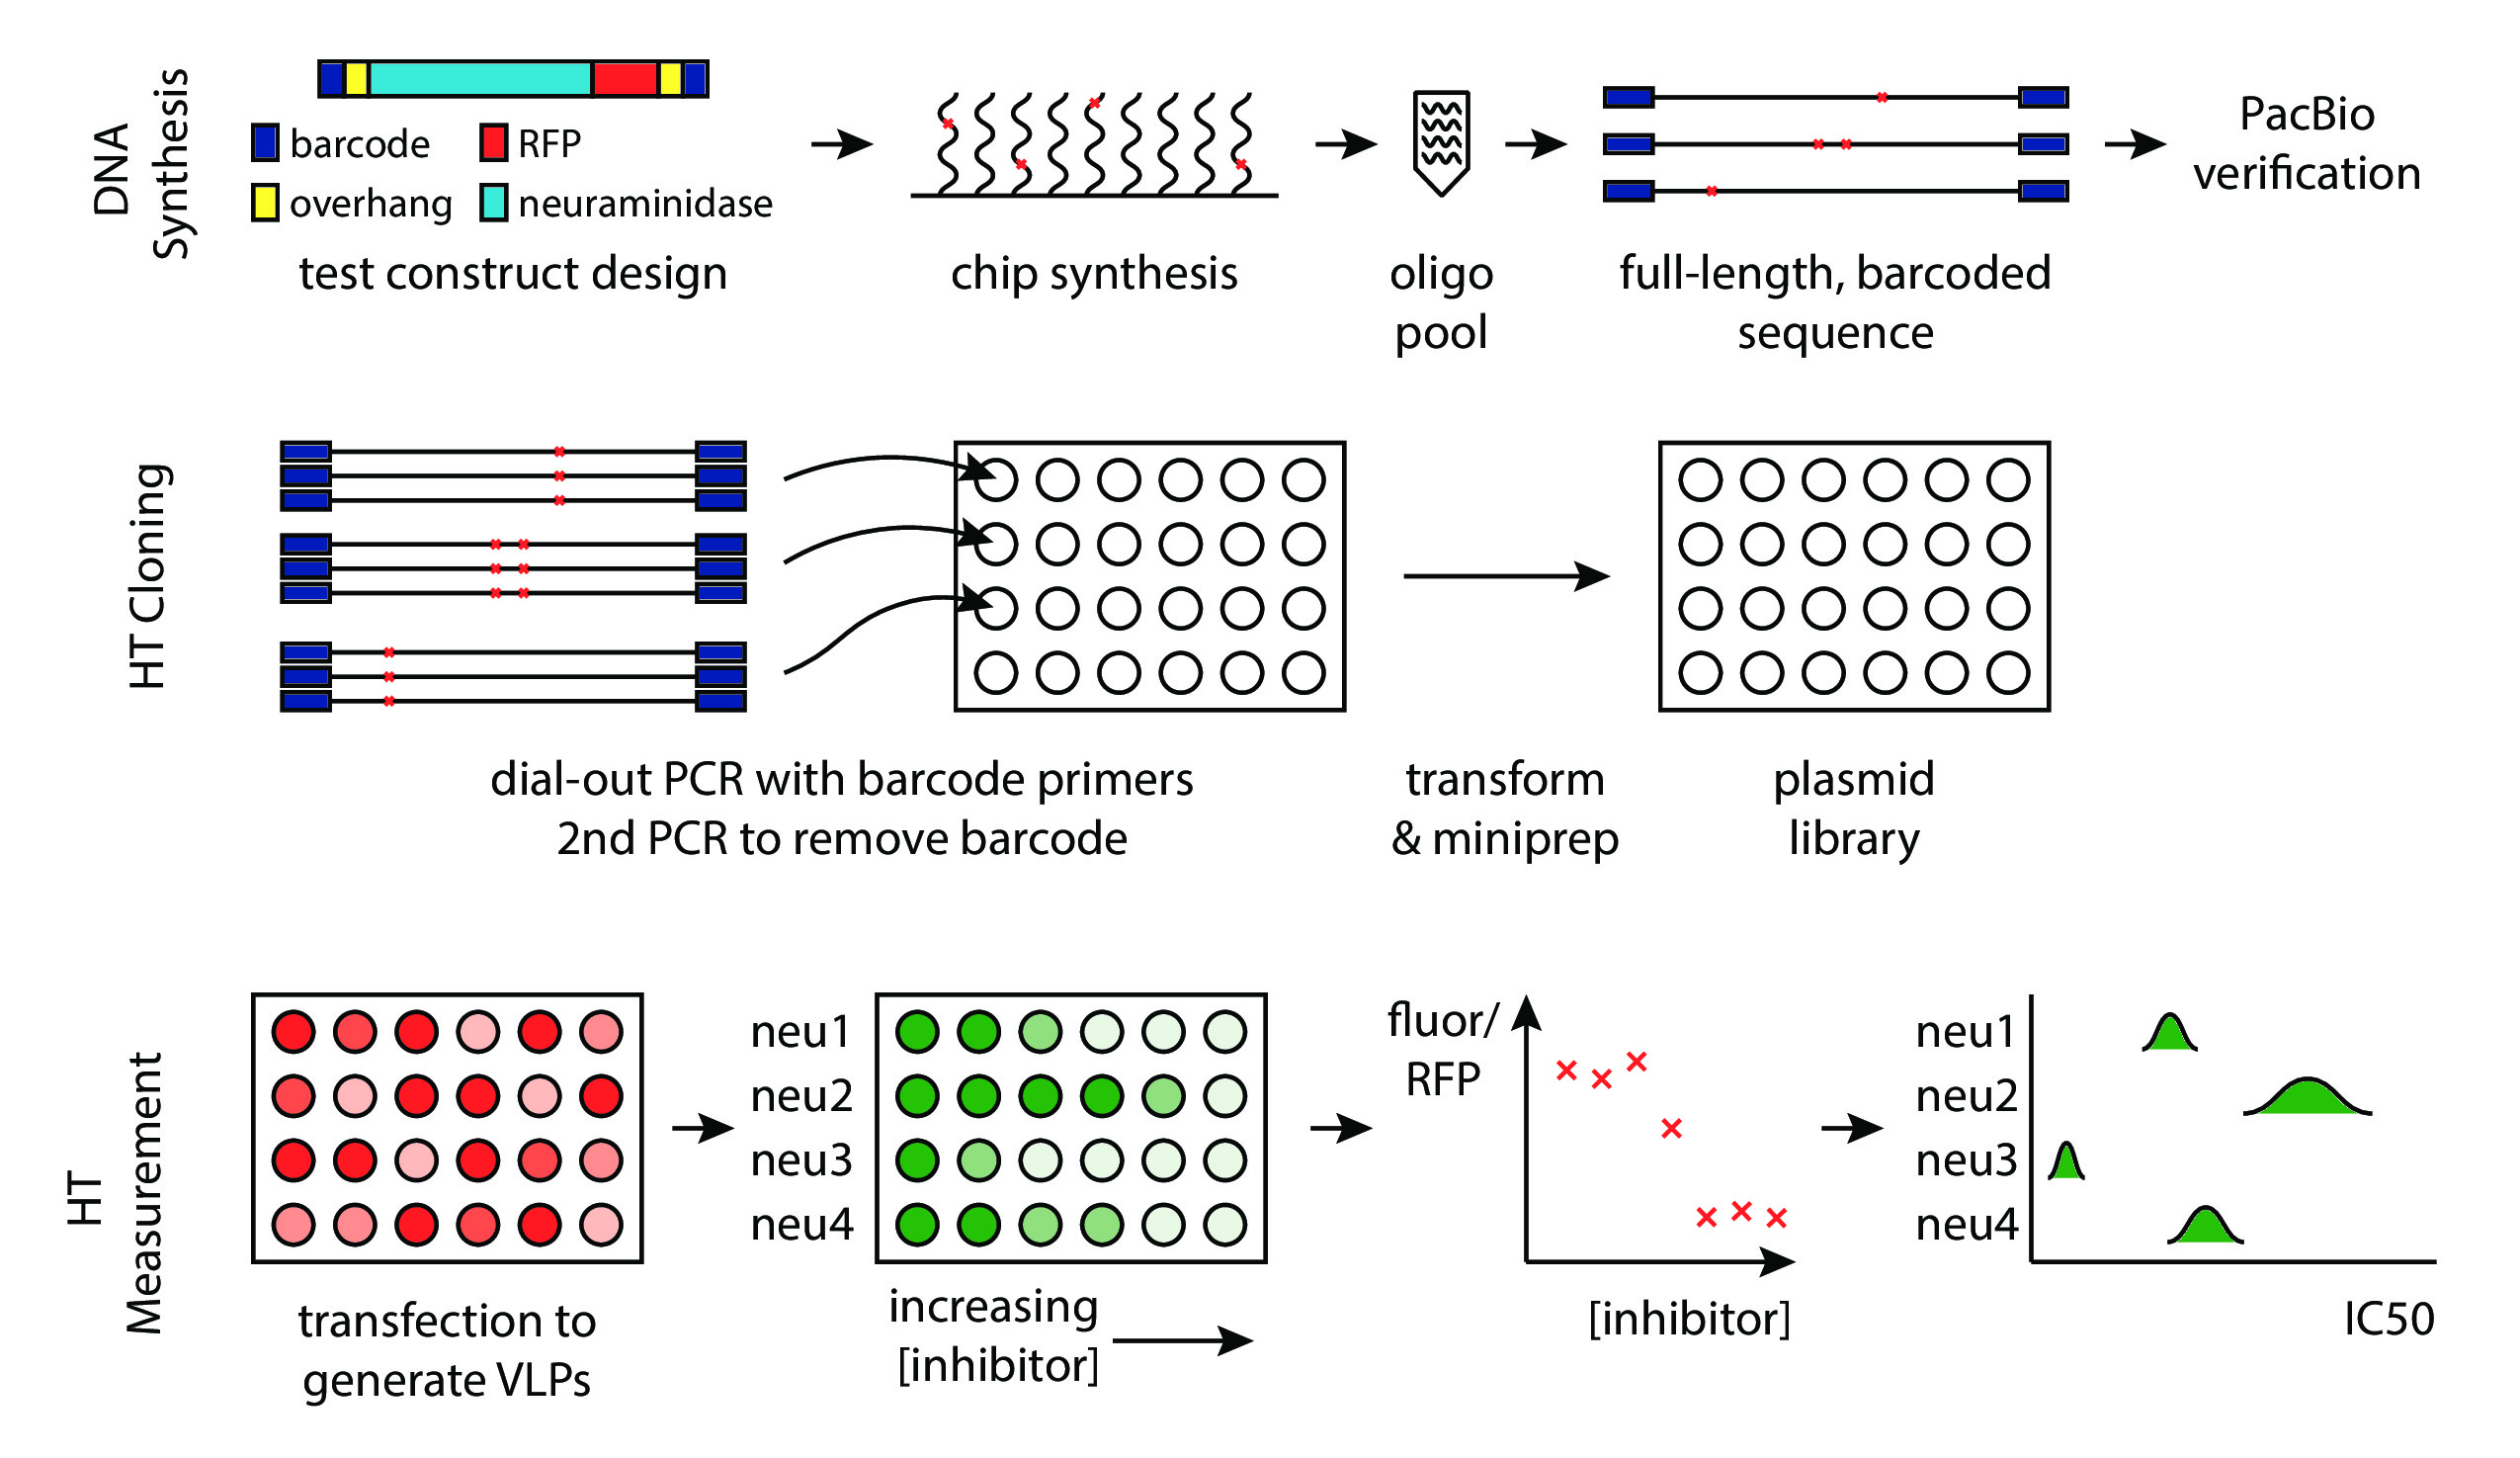 DNA
Synthesis
barcode
RFP
overhang
neuraminidase
test construct design
chip synthesis
oligo
pool
full-length, barcoded
sequence
PacBio
verification
HT Cloning
dial-out PCR with barcode primers
2nd PCR to remove barcode
transform
& miniprep
plasmid
library
HT
Measurement
transfection to
generate VLPs
neu1
neu2
neu3
neu4
increasing
[inhibitor]
fluor/
RFP
[inhibitor]
neu1
neu2
neu3
neu4
IC50